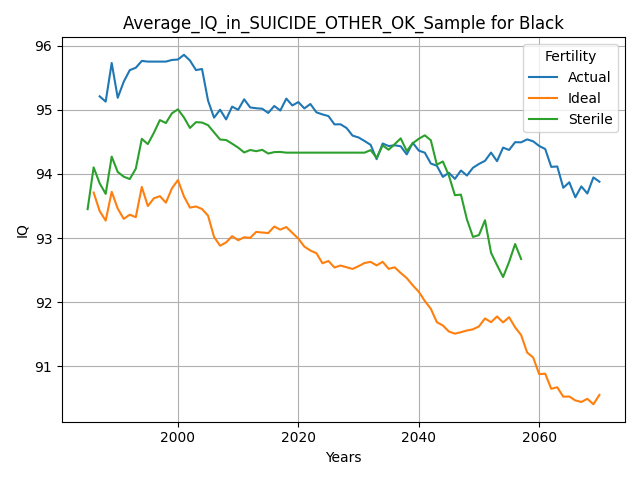 Average_IQ_in_SUICIDE_OTHER_OK_Sample for Black
Fertility
Actual
Ideal
Sterile
96
95
94
93
92
91
IQ
2000
2020
2040
2060
Years